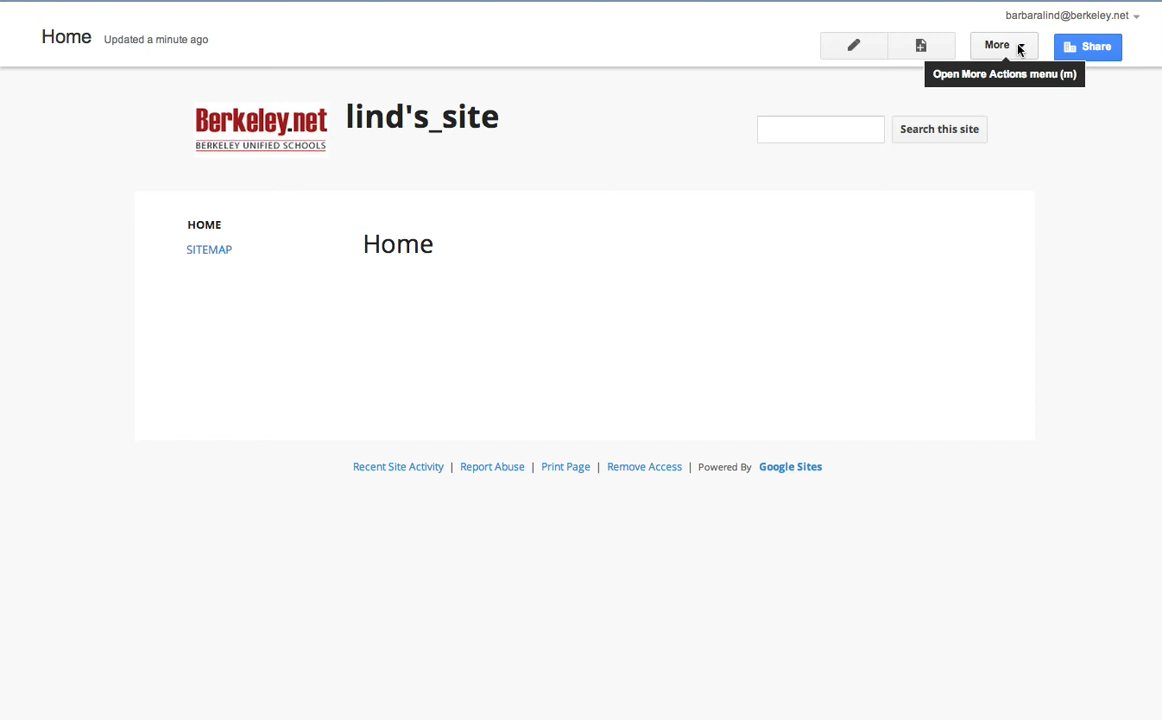 barbaralind@berkeley.net
Home Updated a minute ago
More
Share
Open More Actions menu (m)
Berkeley.net
BERKELEY UNIFIED SCHOOLS
lind's_site
Search this site
HOME
SITEMAP
Home
Recent Site Activity | Report Abuse | Print Page | Remove Access | Powered By Google Sites